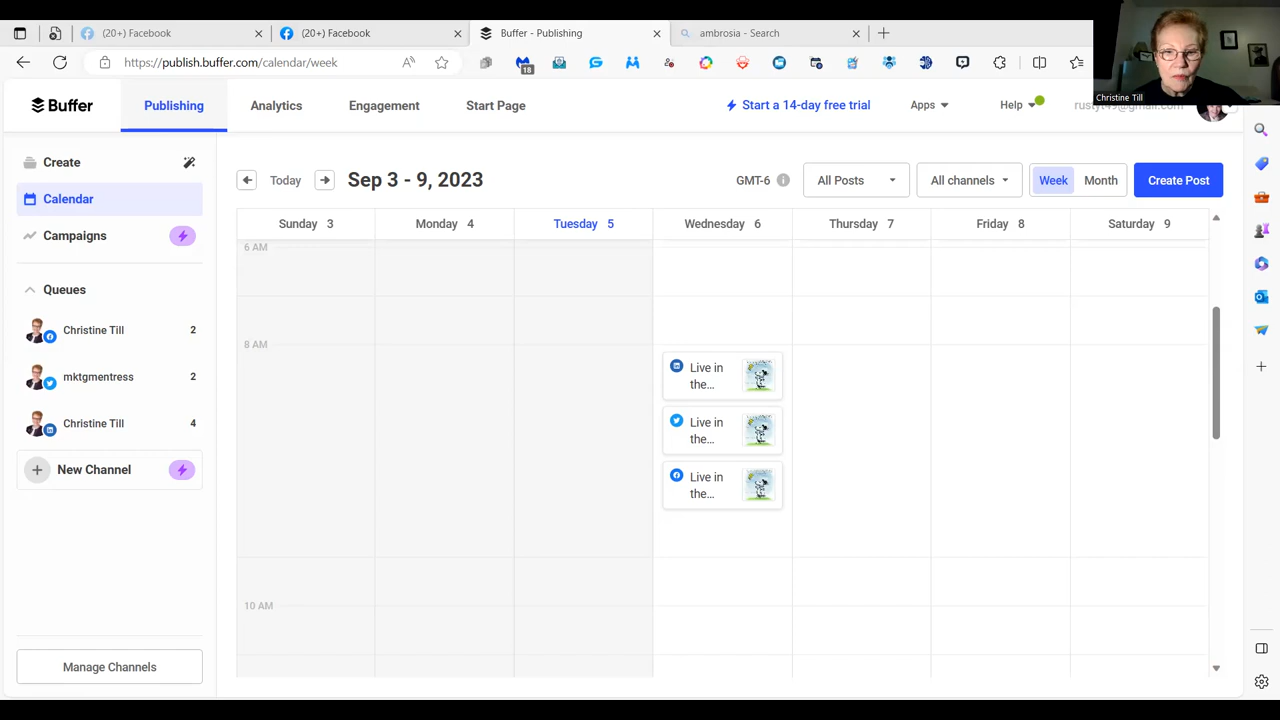 (20+) Facebook
(20+) Facebook
Buffer - Publishing
ambrosia - Search
https://publish.buffer.com/calendar/week
18
Christine Till
Buffer
Publishing
Analytics
Engagement
Start Page
Start a 14-day free trial
Apps
Help
rustyt49@gmail.com
Create
Calendar
Campaigns
Queues
Christine Till 2
mktgmentress 2
Christine Till 4
New Channel
Manage Channels
Today
Sep 3 - 9, 2023
GMT-6
All Posts
All channels
Week
Month
Create Post
Sunday 3
Monday 4
Tuesday 5
Wednesday 6
Thursday 7
Friday 8
Saturday 9
6 AM
8 AM
Live in
the...
Live in
the...
Live in
the...
10 AM